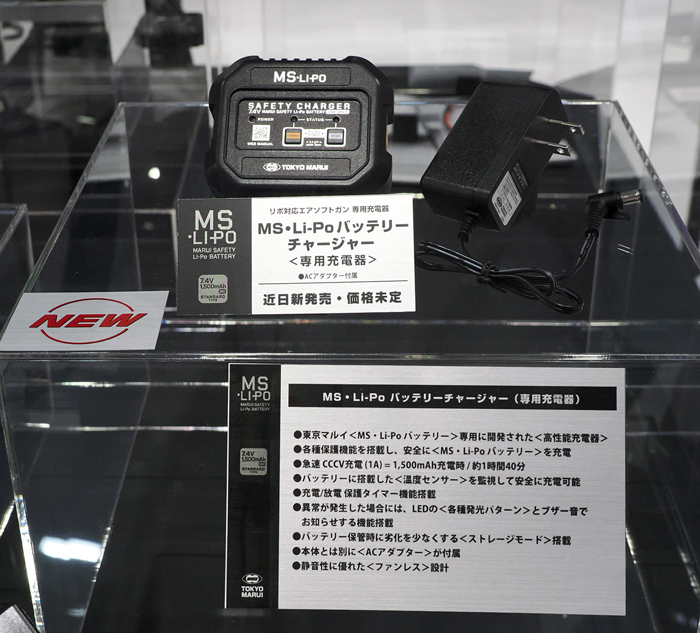 MS・LI-PO
SAFETY CHARGER
7.4V MARUI SAFETY Li-Po BATTERY
POWER
STATUS
WEB MANUAL
TOKYO MARUI
MS
・LI-PO
MARUI SAFETY
LI-Po BATTERY
7.4V
1,500mAh
STANDARD
TYPE
リポ対応エアソフトガン 専用充電器
MS・Li-Poバッテリー
チャージャー
＜専用充電器＞
●ACアダプター付属
近日新発売・価格未定
NEW
MS
・LI-PO
MARUI SAFETY
LI-Po BATTERY
7.4V
1,500mAh
STANDARD
TYPE
TOKYO
MARUI
MS・Li-Po バッテリーチャージャー（専用充電器）
●東京マルイ＜MS・Li-Po バッテリー＞専用に開発された＜高性能充電器＞
●各種保護機能を搭載し、安全に＜MS・Li-Po バッテリー＞を充電
●急速 CCCV充電 (1A) = 1,500mAh充電時 / 約1時間40分
●バッテリーに搭載した＜温度センサー＞を監視して安全に充電可能
●充電/放電 保護タイマー機能搭載
●異常が発生した場合には、LEDの＜各種発光パターン＞とブザー音で
お知らせする機能搭載
●バッテリー保管時に劣化を少なくする＜ストレージモード＞搭載
●本体とは別に＜ACアダプター＞が付属
●静音性に優れた＜ファンレス＞設計